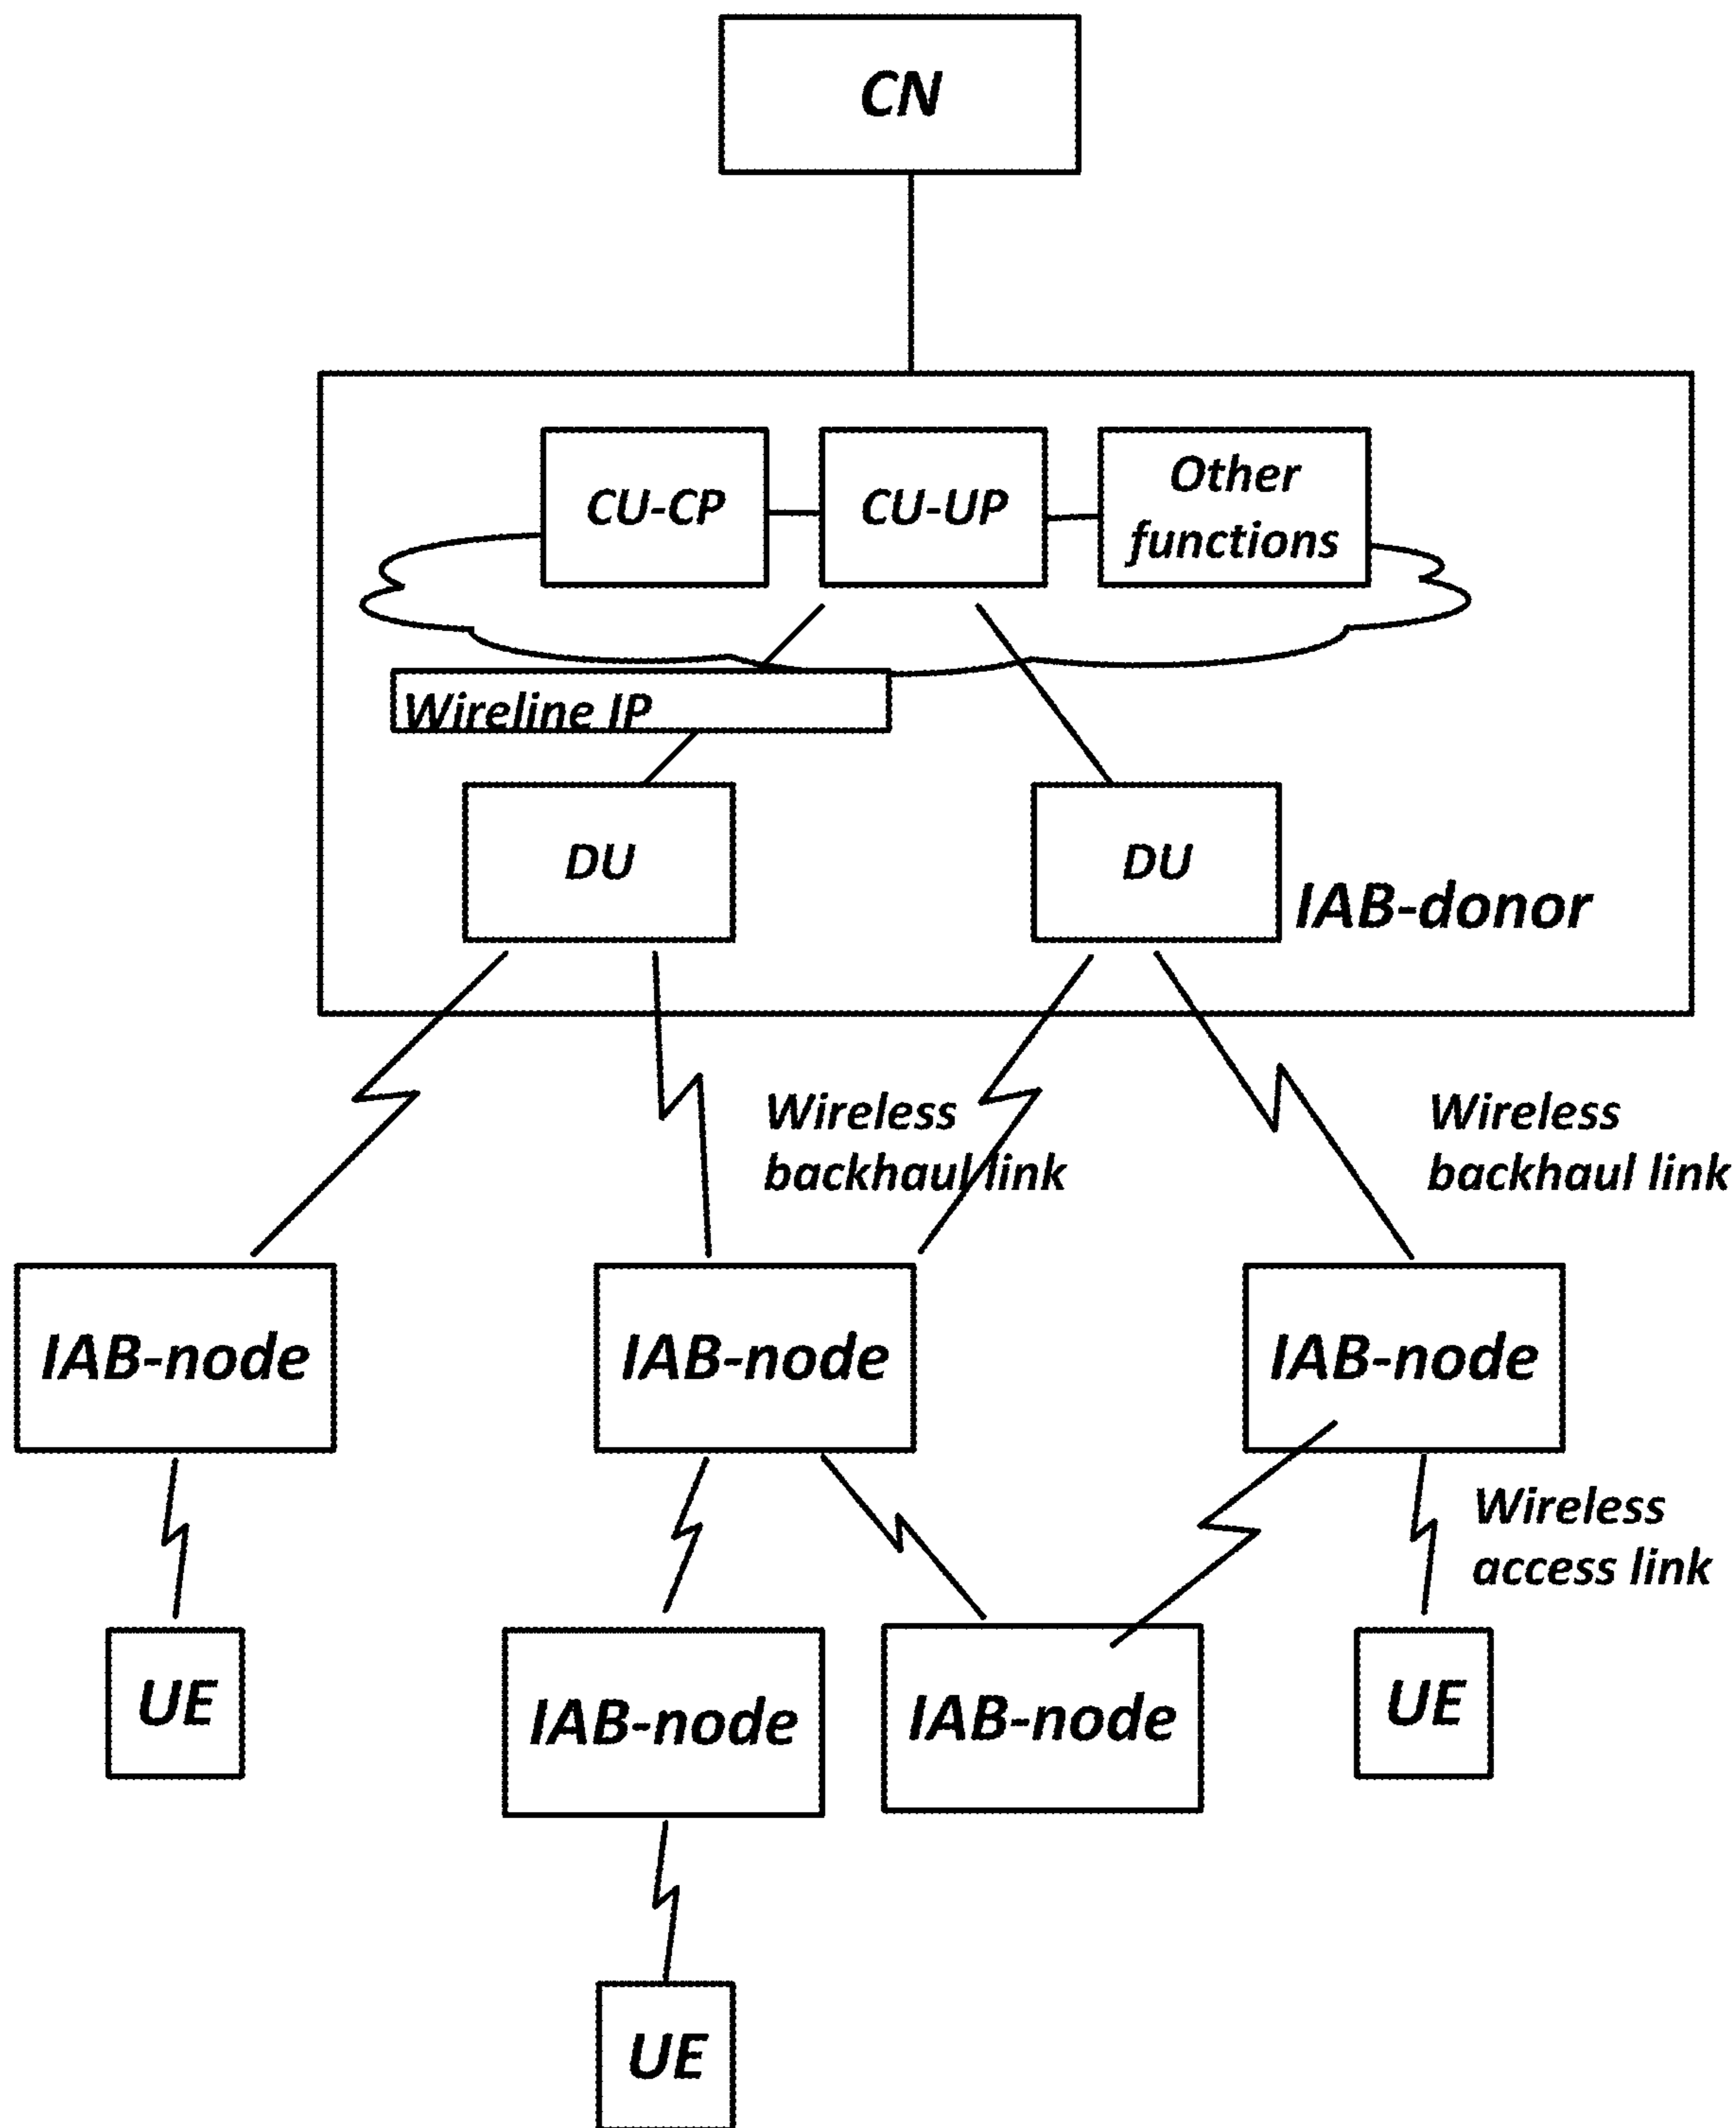 CN
CU-CP
CU-UP
Other
functions
Wireline IP
DU
DU
IAB-donor
Wireless
backhaul link
Wireless
backhaul link
IAB-node
IAB-node
IAB-node
Wireless
access link
UE
IAB-node
IAB-node
UE
UE